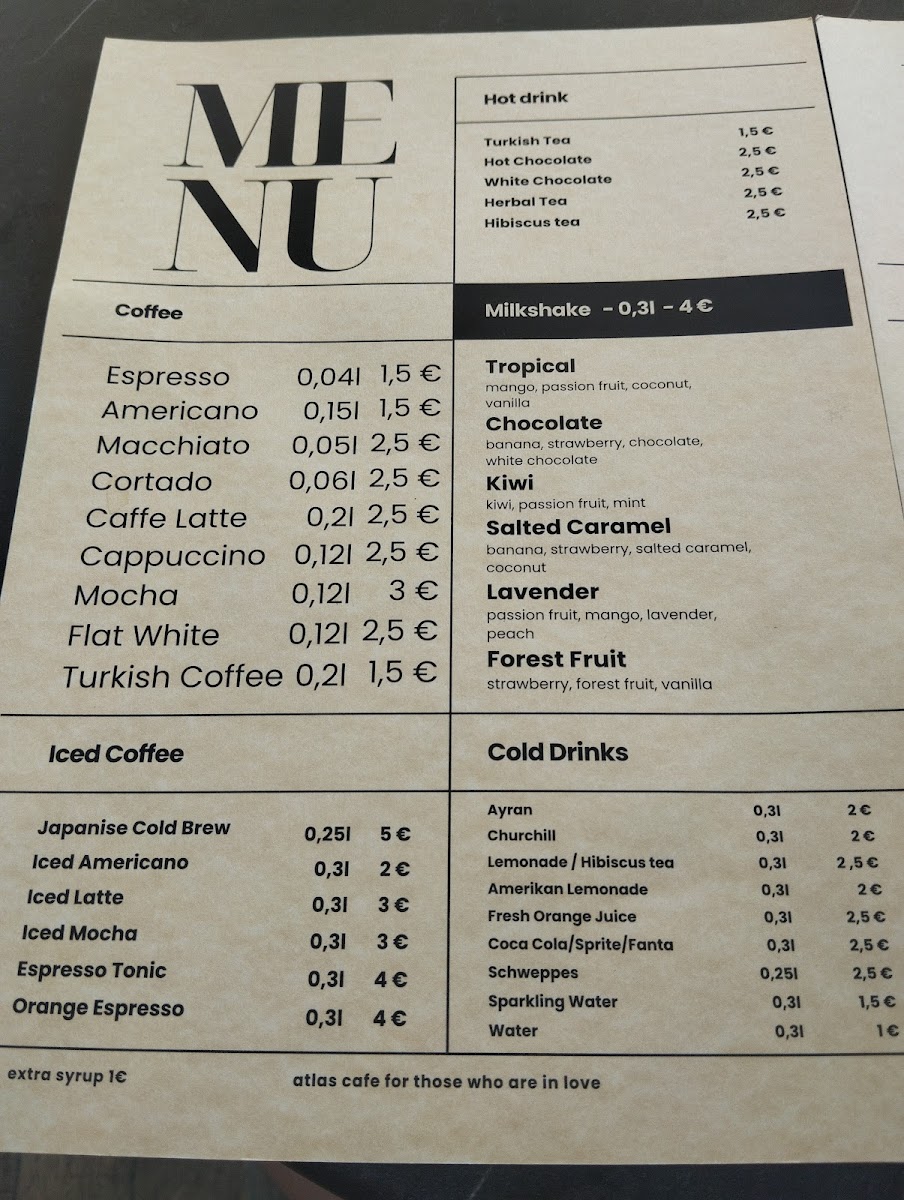 ME
NU
Coffee
Espresso 0,04l 1,5 €
Americano 0,15l 1,5 €
Macchiato 0,05l 2,5 €
Cortado 0,06l 2,5 €
Caffe Latte 0,2l 2,5 €
Cappuccino 0,12l 2,5 €
Mocha 0,12l 3 €
Flat White 0,12l 2,5 €
Turkish Coffee 0,2l 1,5 €
Iced Coffee
Japanise Cold Brew 0,25l 5 €
Iced Americano 0,3l 2 €
Iced Latte 0,3l 3 €
Iced Mocha 0,3l 3 €
Espresso Tonic 0,3l 4 €
Orange Espresso 0,3l 4 €
Hot drink
Turkish Tea 1,5 €
Hot Chocolate 2,5 €
White Chocolate 2,5 €
Herbal Tea 2,5 €
Hibiscus tea 2,5 €
Milkshake - 0,3l - 4 €
Tropical
mango, passion fruit, coconut,
vanilla
Chocolate
banana, strawberry, chocolate,
white chocolate
Kiwi
kiwi, passion fruit, mint
Salted Caramel
banana, strawberry, salted caramel,
coconut
Lavender
passion fruit, mango, lavender,
peach
Forest Fruit
strawberry, forest fruit, vanilla
Cold Drinks
Ayran 0,3l 2 €
Churchill 0,3l 2 €
Lemonade / Hibiscus tea 0,3l 2,5 €
Amerikan Lemonade 0,3l 2 €
Fresh Orange Juice 0,3l 2,5 €
Coca Cola/Sprite/Fanta 0,3l 2,5 €
Schweppes 0,25l 2,5 €
Sparkling Water 0,3l 1,5 €
Water 0,3l 1 €
extra syrup 1€
atlas cafe for those who are in love